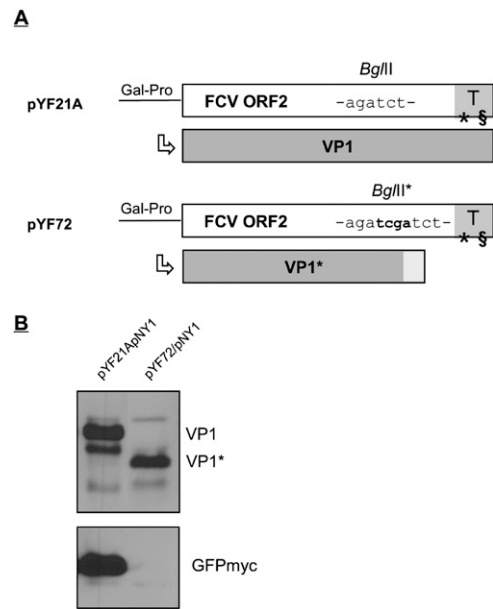 A
BglII
Gal-Pro
pYF21A
FCV ORF2
-agatct-
T
* §
VP1
BglII*
Gal-Pro
pYF72
FCV ORF2
-agatcgatct-
T
* §
VP1*
B
pYF21ApNY1
pYF72/pNY1
VP1
VP1*
GFPmyc